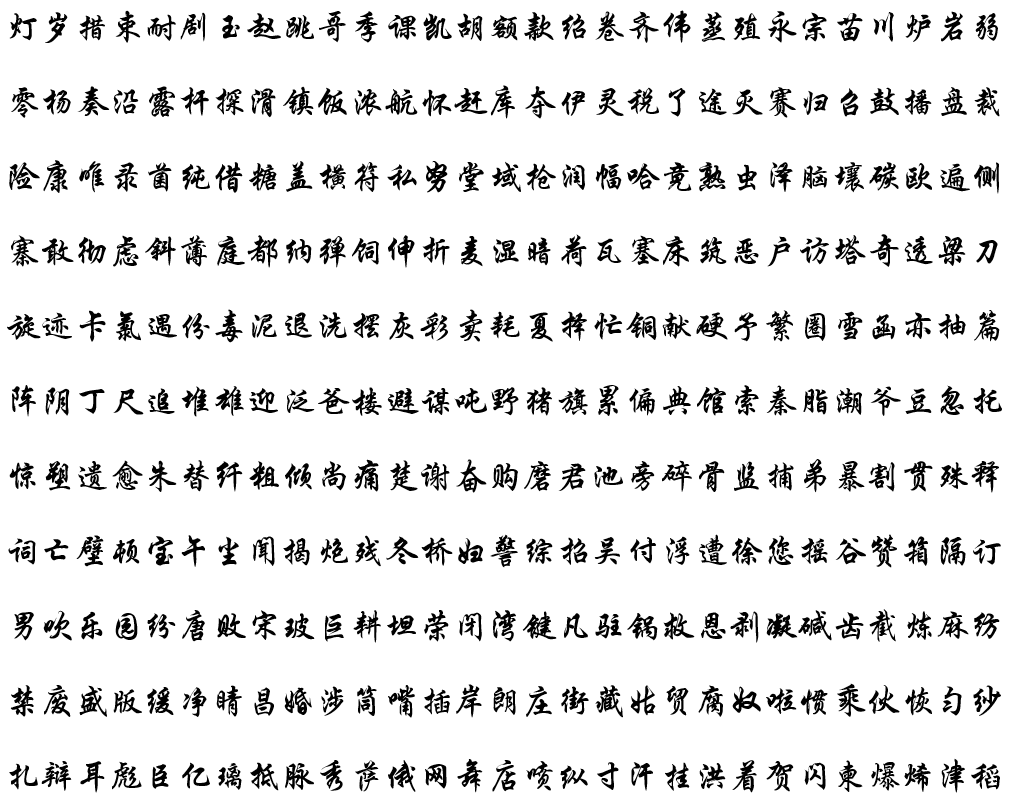 灯岁措束耐剧玉赵跳哥季课凯胡额款绍卷齐伟蒸殖永宗苗川炉岩弱
零杨奏沿露杆探滑镇饭浓航怀赶库夺伊灵税了途灭赛归召鼓播盘裁
险康唯录菌纯借糖盖横符私努堂域枪润幅哈竟熟虫泽脑壤碳欧遍侧
寨敢彻虑斜薄庭都纳弹饲伸折麦湿暗荷瓦塞床筑恶户访塔奇透梁刀
旋迹卡氯遇份毒泥退洗摆灰彩卖耗夏择忙铜献硬予繁圈雪函亦抽篇
阵阴丁尺追堆雄迎泛爸楼避谋吨野猪旗累偏典馆索秦脂潮爷豆忽托
惊塑遗愈朱替纤粗倾尚痛楚谢奋购磨君池旁碎骨监捕弟暴割贯殊释
词亡壁顿宝午尘闻揭炮残冬桥妇警综招吴付浮遭徐您摇谷赞箱隔订
男吹乐园纷唐败宋玻巨耕坦荣闭湾键凡驻锅救恩剥凝碱齿截炼麻纺
禁废盛版缓净睛昌婚涉筒嘴插岸朗庄街藏姑贸腐奴啦惯乘伙恢匀纱
扎辩耳彪臣亿璃抵脉秀萨俄网舞店喷纵寸汗挂洪着贺闪柬爆烯津稻